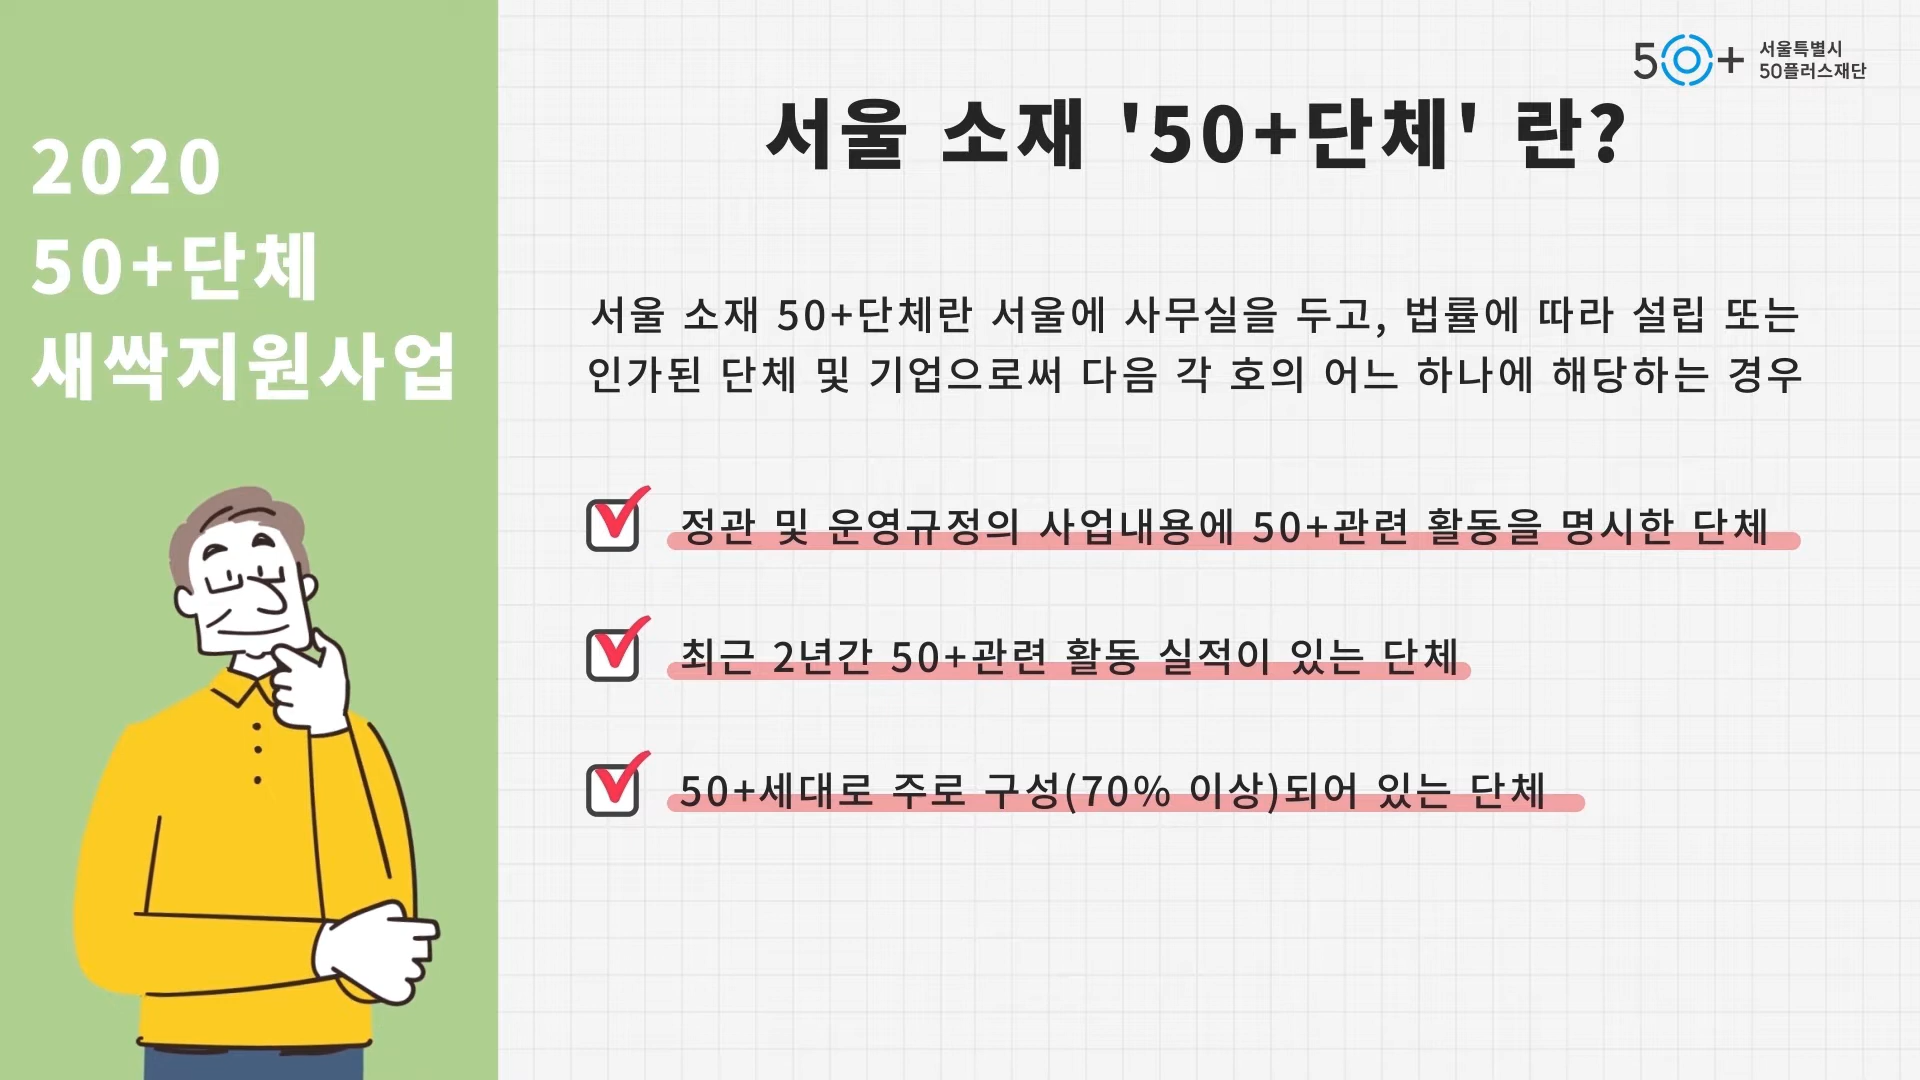 2020
50+단체
새싹지원사업
50+ 서울특별시
50플러스재단
서울 소재 '50+단체' 란?
서울 소재 50+단체란 서울에 사무실을 두고, 법률에 따라 설립 또는
인가된 단체 및 기업으로써 다음 각 호의 어느 하나에 해당하는 경우
정관 및 운영규정의 사업내용에 50+관련 활동을 명시한 단체
최근 2년간 50+관련 활동 실적이 있는 단체
50+세대로 주로 구성(70% 이상)되어 있는 단체